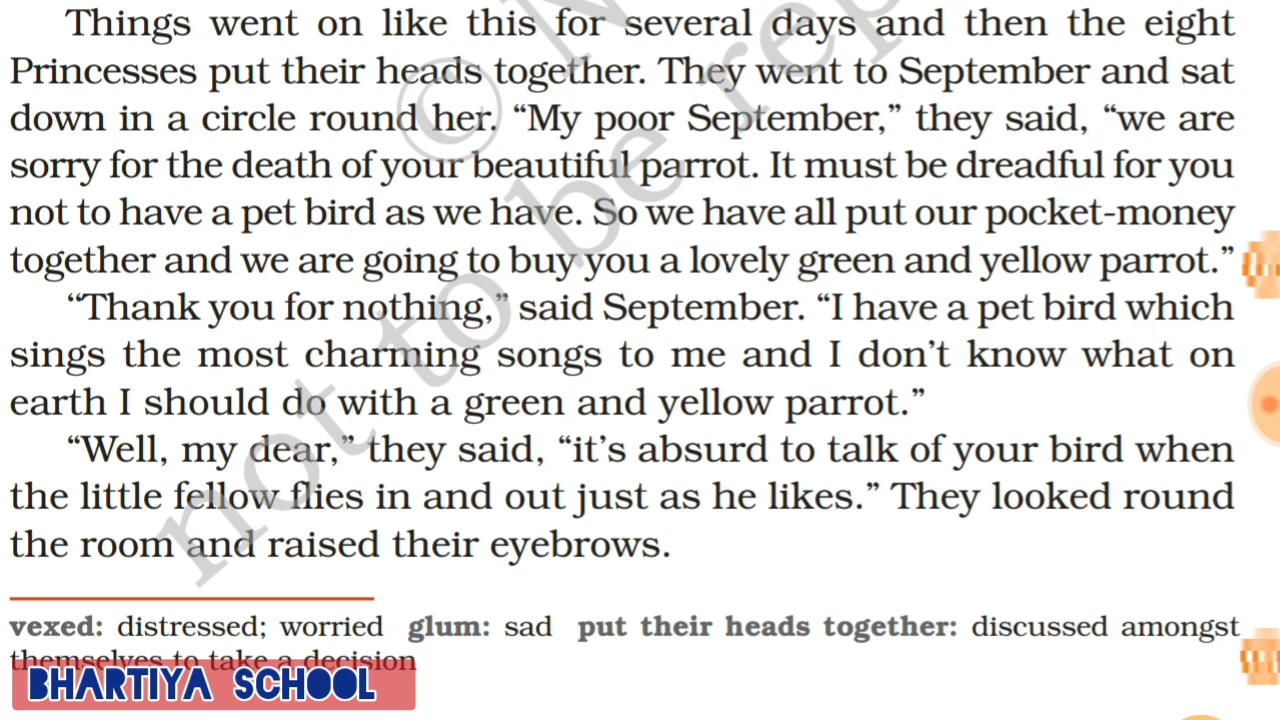 Things went on like this for several days and then the eight
Princesses put their heads together. They went to September and sat
down in a circle round her. “My poor September,” they said, “we are
sorry for the death of your beautiful parrot. It must be dreadful for you
not to have a pet bird as we have. So we have all put our pocket-money
together and we are going to buy you a lovely green and yellow parrot.”
“Thank you for nothing,” said September. “I have a pet bird which
sings the most charming songs to me and I don’t know what on
earth I should do with a green and yellow parrot.”
“Well, my dear,” they said, “it’s absurd to talk of your bird when
the little fellow flies in and out just as he likes.” They looked round
the room and raised their eyebrows.
vexed: distressed; worried glum: sad put their heads together: discussed amongst
themselves to take a decision
BHARTIYA SCHOOL
© N
not to be rep